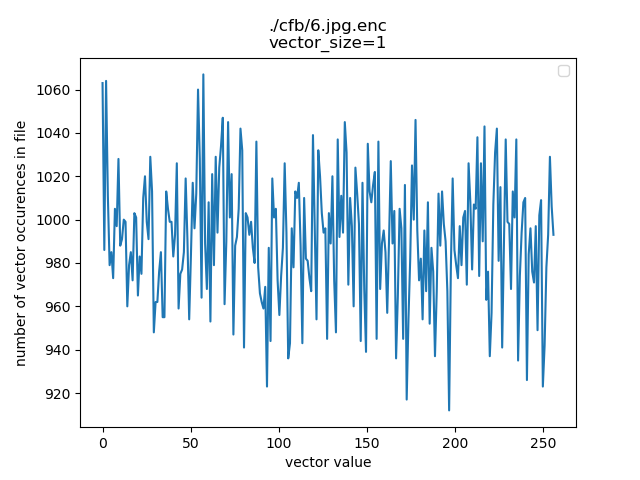 ./cfb/6.jpg.enc
vector_size=1
number of vector occurences in file
1060
1040
1020
1000
980
960
940
920
0 50 100 150 200 250
vector value